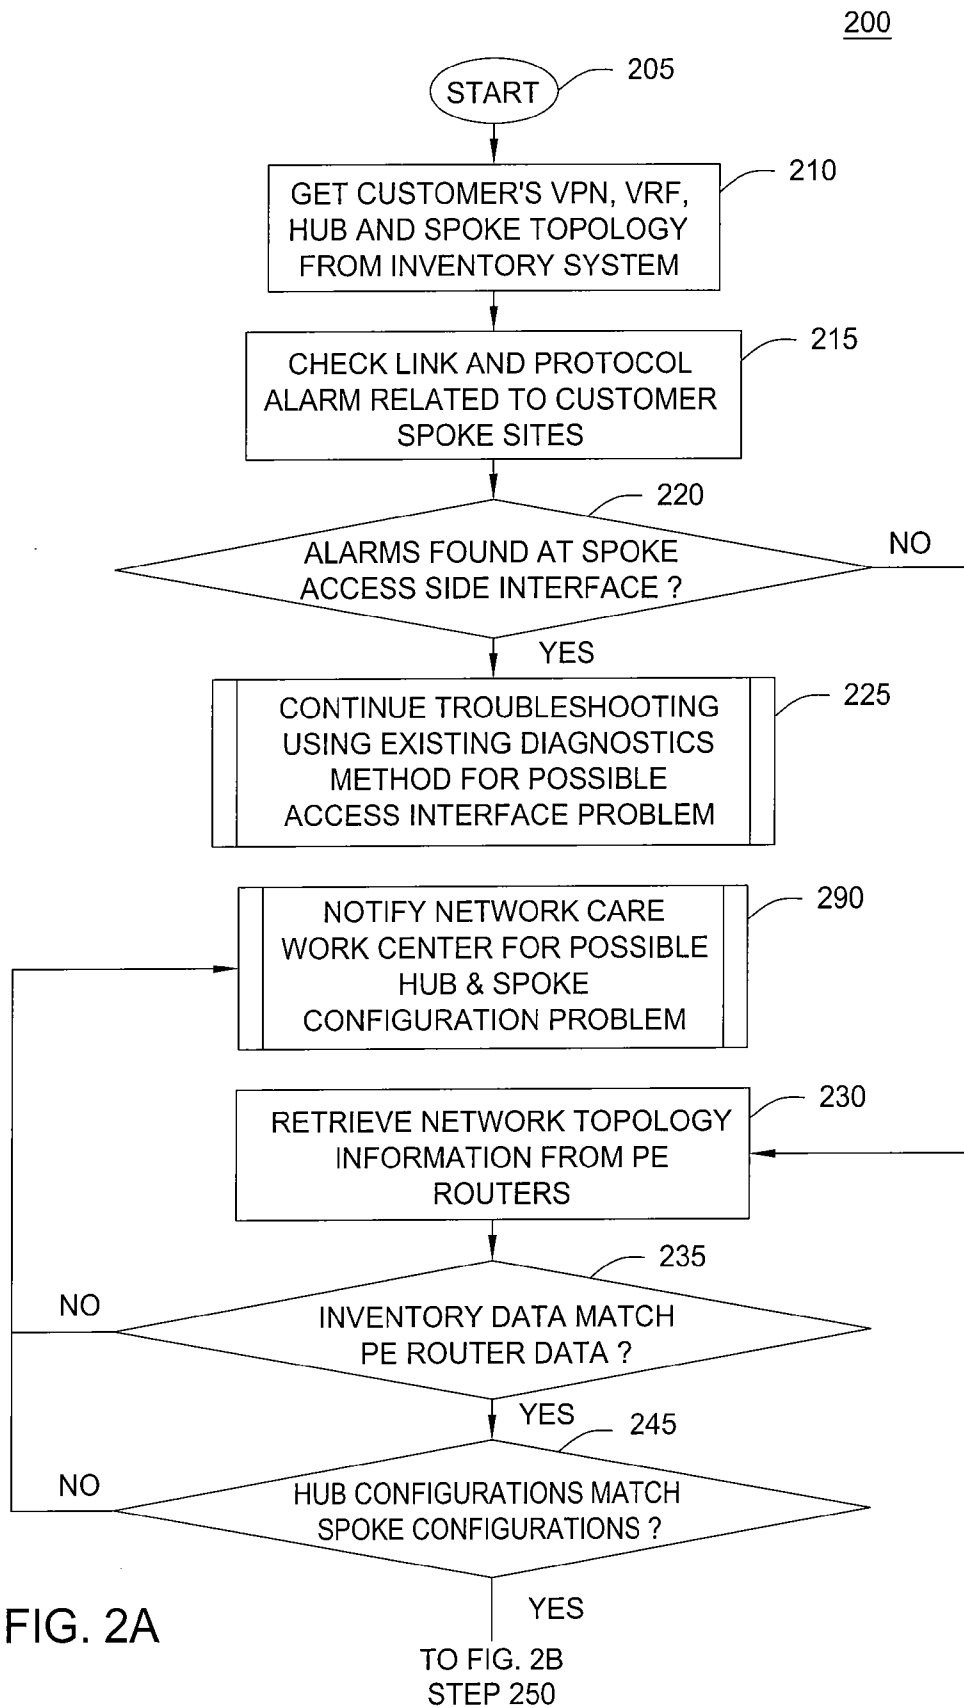 200
START
205
GET CUSTOMER'S VPN, VRF,
HUB AND SPOKE TOPOLOGY
FROM INVENTORY SYSTEM
210
CHECK LINK AND PROTOCOL
ALARM RELATED TO CUSTOMER
SPOKE SITES
215
220
ALARMS FOUND AT SPOKE
ACCESS SIDE INTERFACE ?
NO
YES
CONTINUE TROUBLESHOOTING
USING EXISTING DIAGNOSTICS
METHOD FOR POSSIBLE
ACCESS INTERFACE PROBLEM
225
NOTIFY NETWORK CARE
WORK CENTER FOR POSSIBLE
HUB & SPOKE
CONFIGURATION PROBLEM
290
RETRIEVE NETWORK TOPOLOGY
INFORMATION FROM PE
ROUTERS
230
235
NO
INVENTORY DATA MATCH
PE ROUTER DATA ?
YES
245
NO
HUB CONFIGURATIONS MATCH
SPOKE CONFIGURATIONS ?
YES
FIG. 2A
TO FIG. 2B
STEP 250